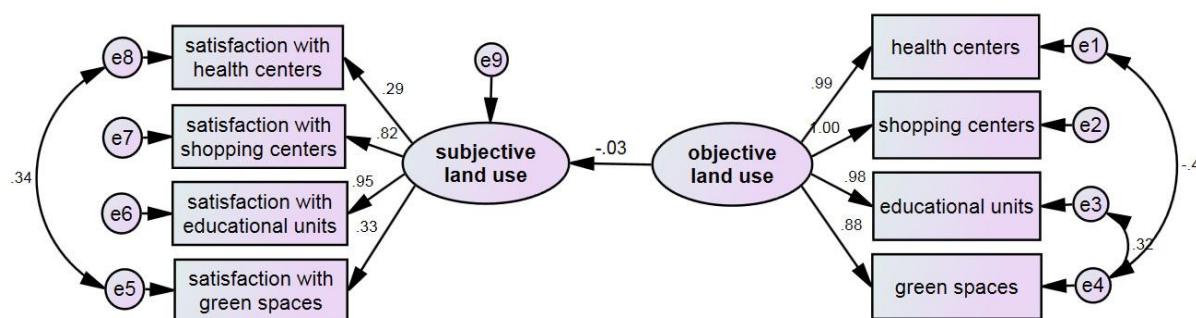 e8
satisfaction with
health centers
e7
satisfaction with
shopping centers
e6
satisfaction with
educational units
e5
satisfaction with
green spaces
.34
.29
.82
.95
.33
e9
subjective
land use
-.03
objective
land use
.99
1.00
.98
.88
health centers
e1
shopping centers
e2
educational units
e3
green spaces
e4
.32
-.4